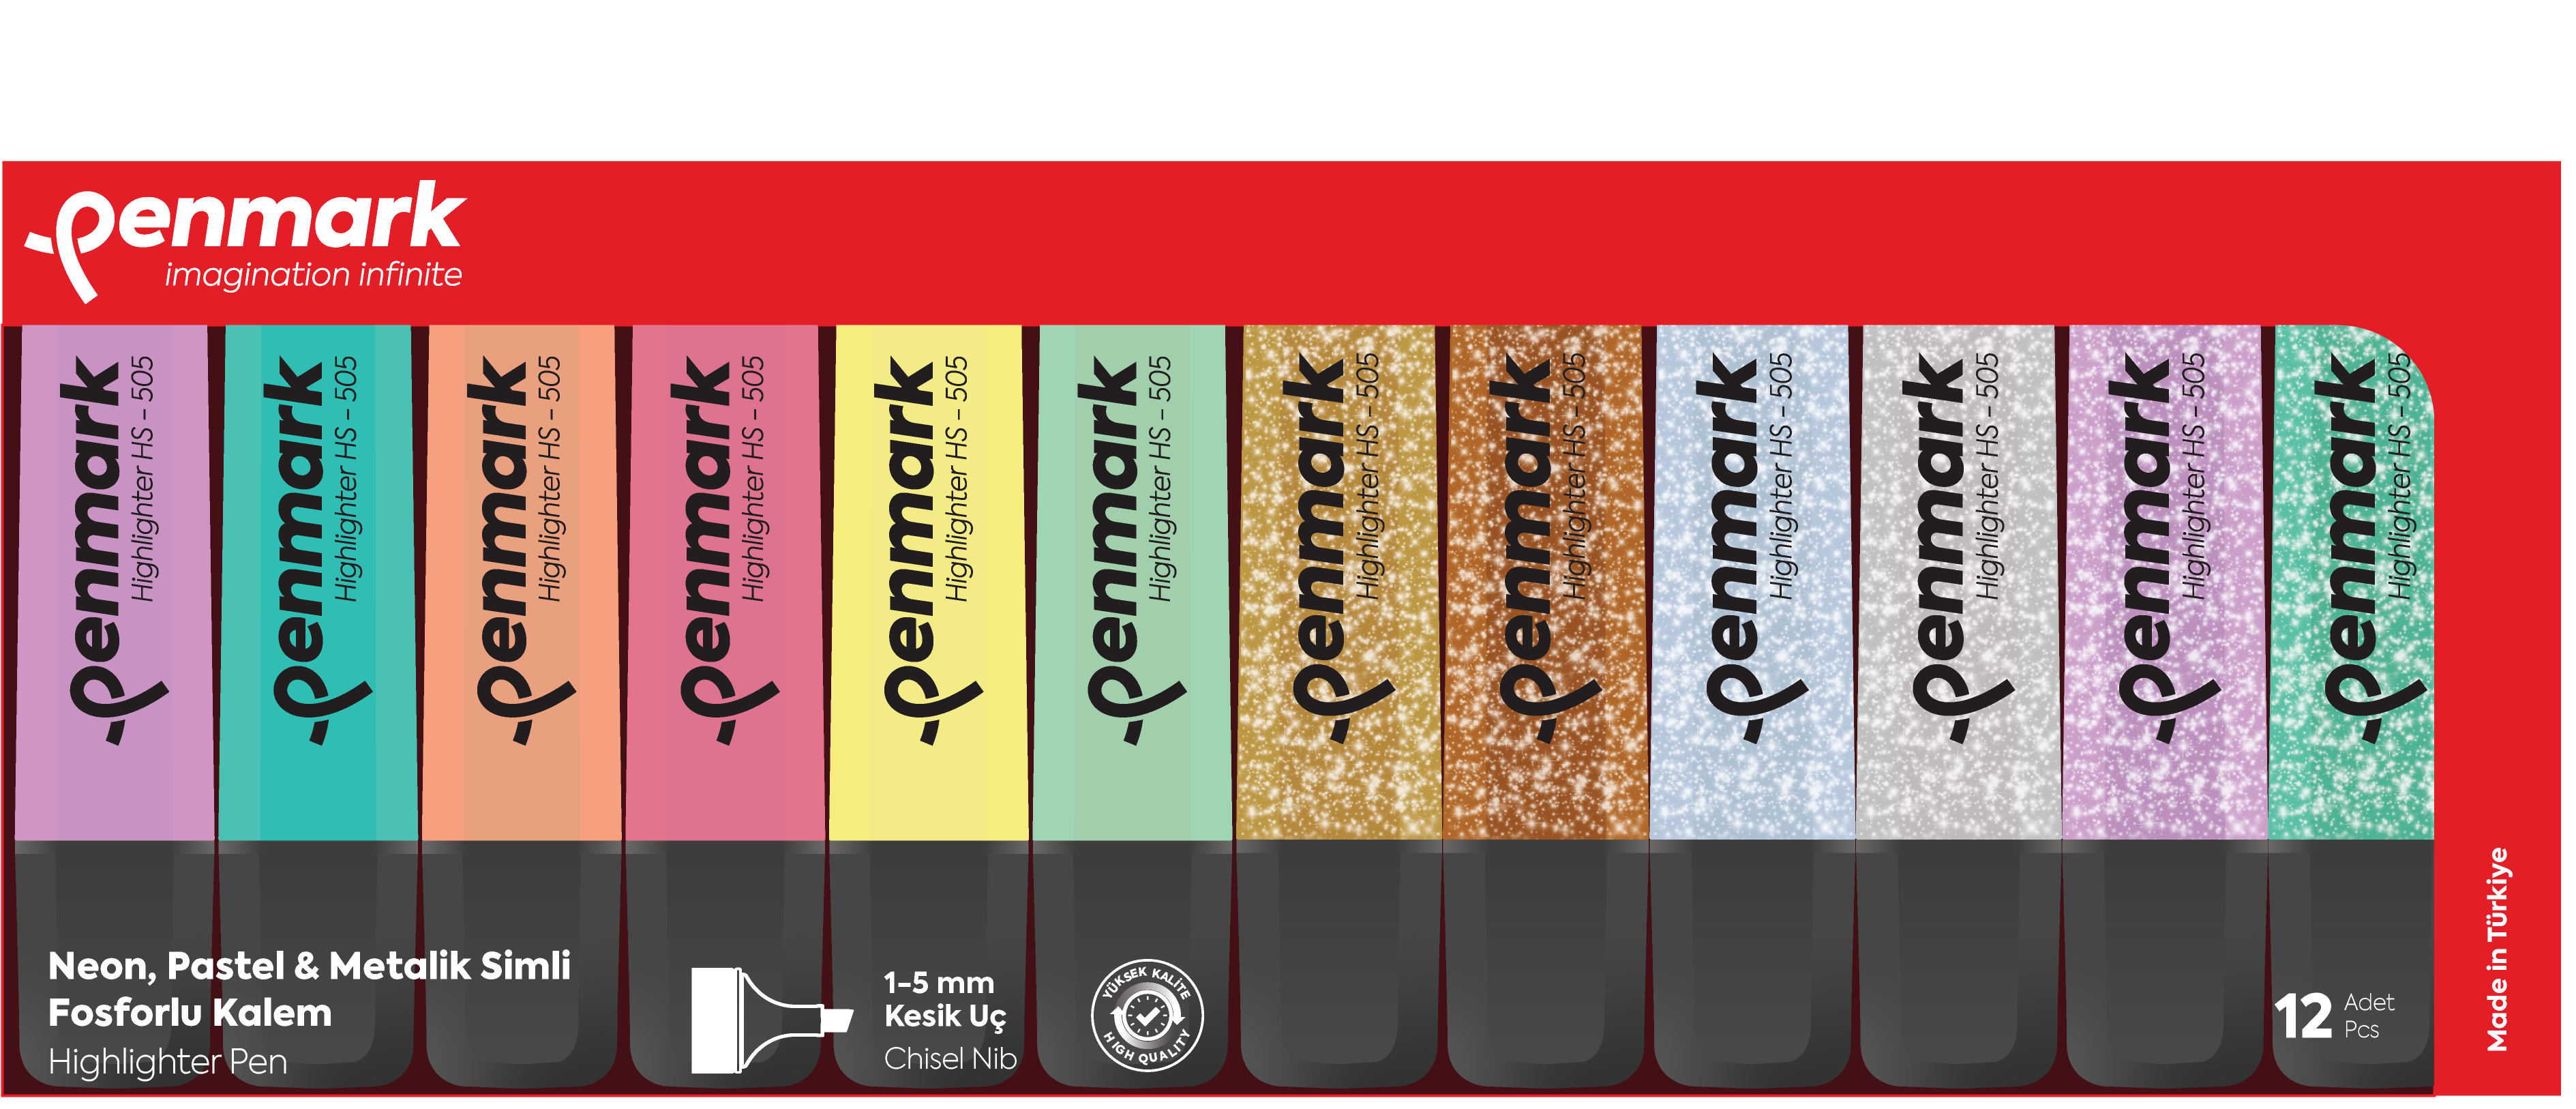 Penmark
imagination infinite
Penmark
Highlighter HS - 505
Penmark
Highlighter HS - 505
Penmark
Highlighter HS - 505
Penmark
Highlighter HS - 505
Penmark
Highlighter HS - 505
Penmark
Highlighter HS - 505
Penmark
Highlighter HS - 505
Penmark
Highlighter HS - 505
Penmark
Highlighter HS - 505
Penmark
Highlighter HS - 505
Penmark
Highlighter HS - 505
Penmark
Highlighter HS - 505
Neon, Pastel & Metalik Simli
Fosforlu Kalem
Highlighter Pen
1-5 mm
Kesik Uç
Chisel Nib
YÜKSEK KALİTE
HIGH QUALITY
12 Adet
Pcs
Made in Türkiye